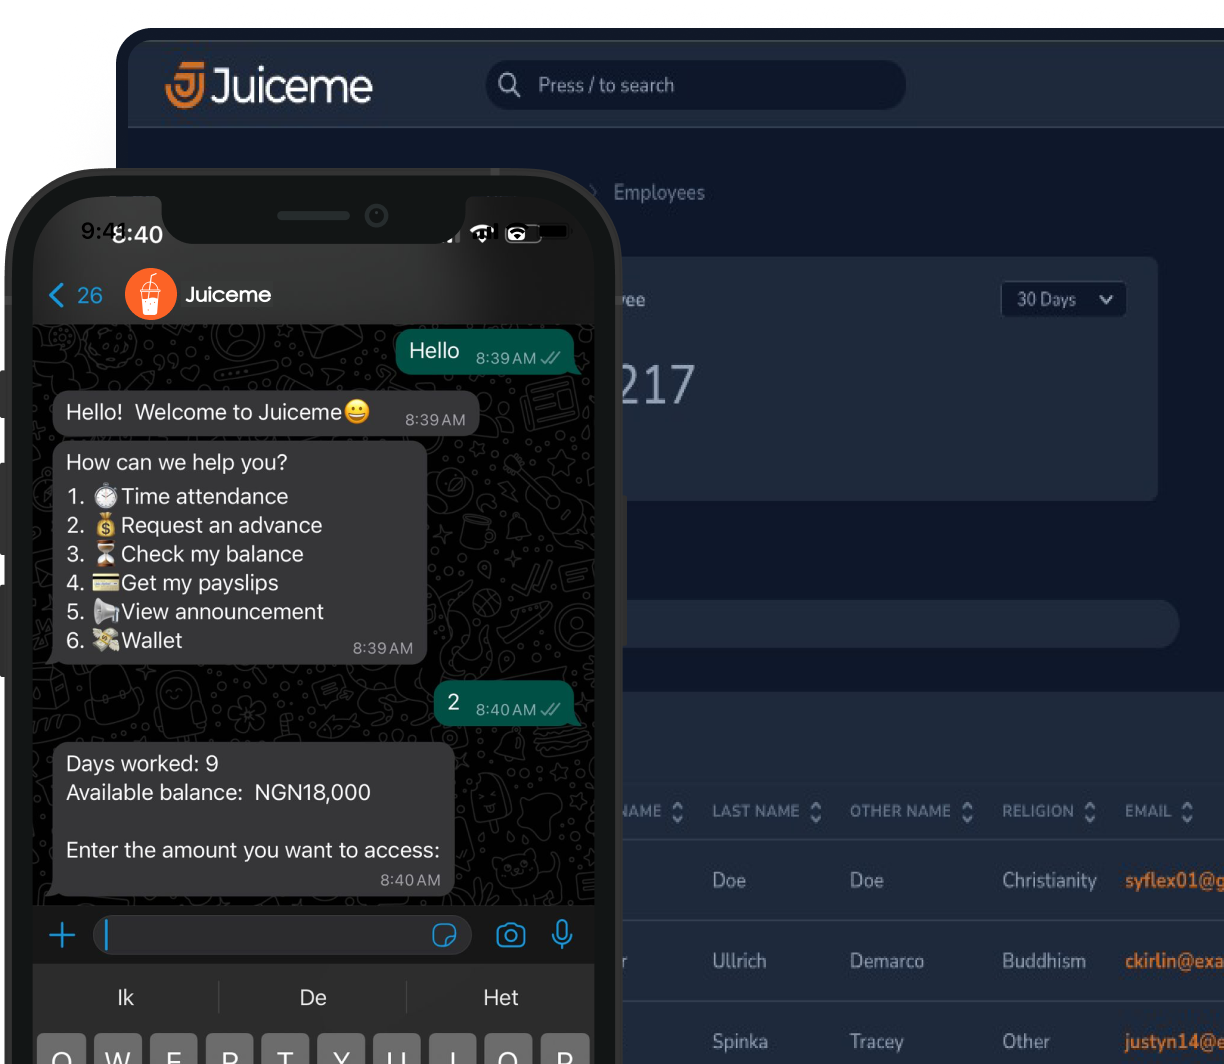 Juiceme
Press / to search
Employees
30 Days
217
9:41
8:40
26
Juiceme
Hello
8:39 AM
Hello! Welcome to Juiceme😀
8:39 AM
How can we help you?
1. ⏱️Time attendance
2. 💰Request an advance
3. ⏳Check my balance
4. 💳Get my payslips
5. 📢View announcement
6. 💸Wallet
8:39 AM
2
8:40 AM
Days worked: 9
Available balance: NGN18,000
Enter the amount you want to access:
8:40 AM
Ik De Het
Q W E R T Y U I O P
LAST NAME OTHER NAME RELIGION EMAIL
Doe Doe Christianity syflex01@g
Ullrich Demarco Buddhism ckirlin@exa
Spinka Tracey Other justyn14@e